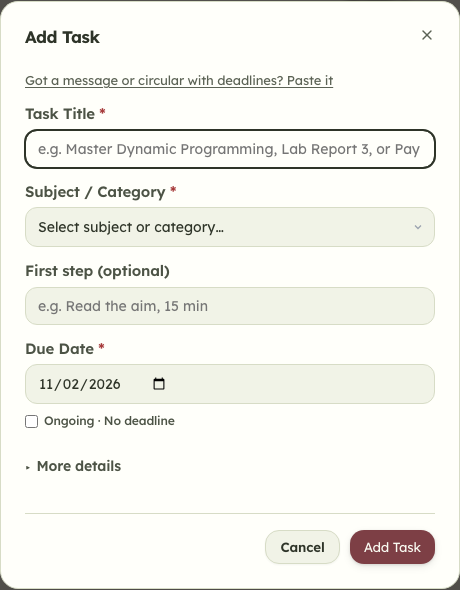 Add Task
×
Got a message or circular with deadlines? Paste it
Task Title *
e.g. Master Dynamic Programming, Lab Report 3, or Pay
Subject / Category *
Select subject or category...
First step (optional)
e.g. Read the aim, 15 min
Due Date *
11/02/2026
Ongoing · No deadline
▸ More details
Cancel Add Task